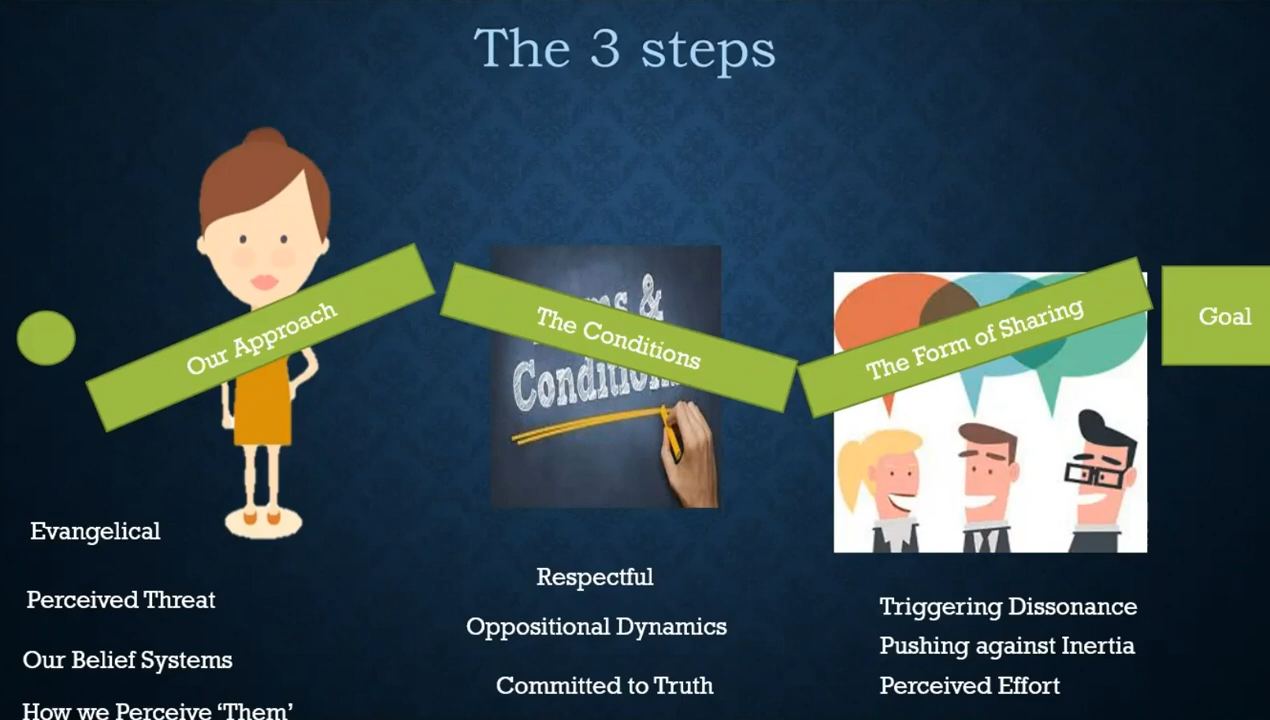 The 3 steps
Our Approach
The Conditions
The Form of Sharing
Goal
&
Evangelical
Perceived Threat
Our Belief Systems
How we Perceive ‘Them’
Respectful
Oppositional Dynamics
Committed to Truth
Triggering Dissonance
Pushing against Inertia
Perceived Effort